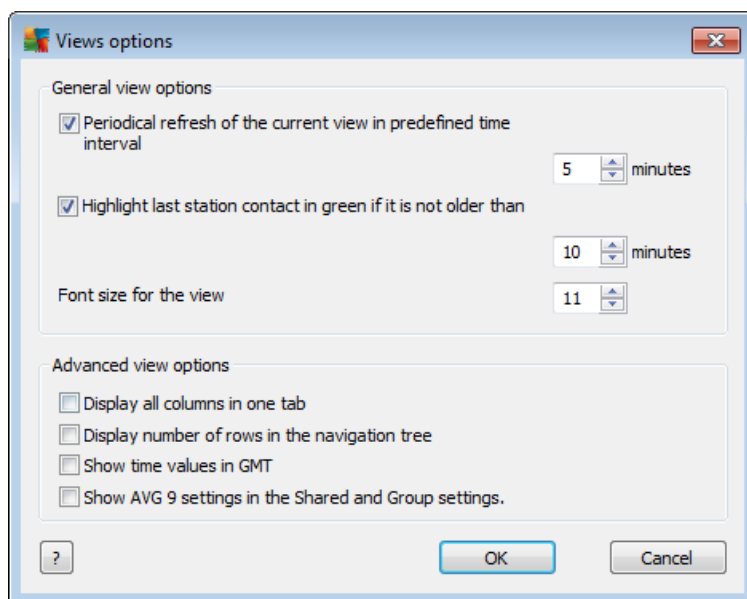 Views options
General view options
Periodical refresh of the current view in predefined time
interval
5 minutes
Highlight last station contact in green if it is not older than
10 minutes
Font size for the view 11
Advanced view options
Display all columns in one tab
Display number of rows in the navigation tree
Show time values in GMT
Show AVG 9 settings in the Shared and Group settings.
? OK Cancel